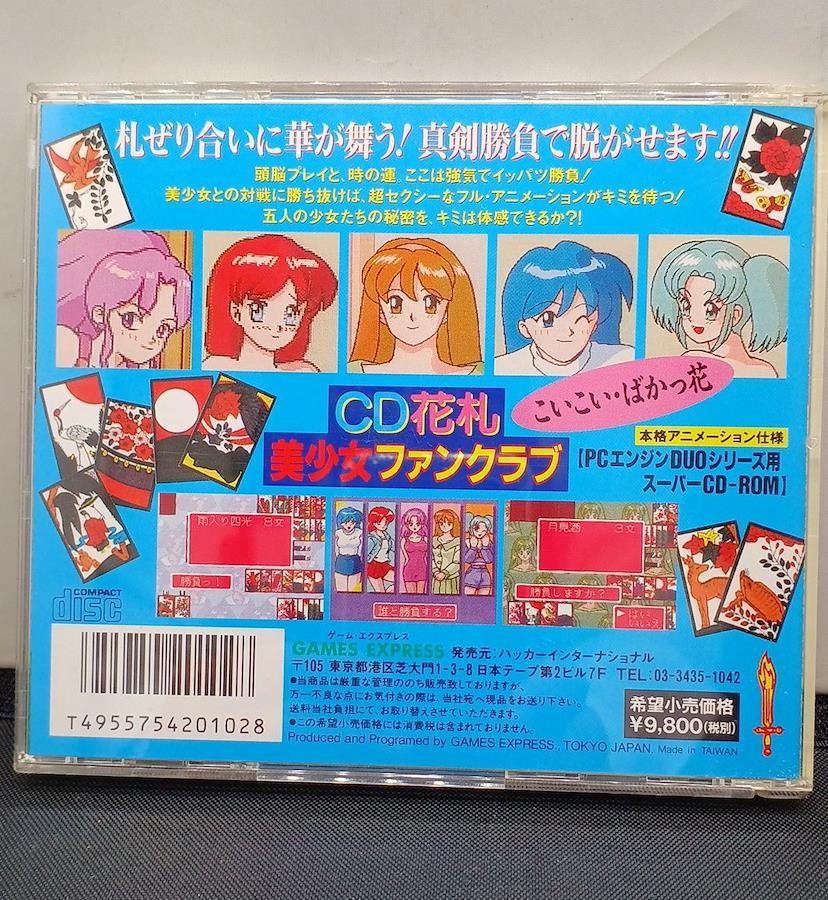 札ぜり合いに華が舞う！真剣勝負で脱がせます!!
頭脳プレイと、時の運。ここは強気でイッパツ勝負！
美少女との対戦に勝ち抜けば、超セクシーなフル・アニメーションがキミを待つ！
五人の少女たちの秘密を、キミは体感できるか？！
こいこい・ばかっ花
CD花札
美少女ファンクラブ
本格アニメーション仕様
【PCエンジンDUOシリーズ用
スーパーCD-ROM】
雨入り四光 8文
勝負っ！
誰と勝負する？
月見酒 3文
勝負しますか？
▶はい
いいえ
COMPACT
disc
ゲーム・エクスプレス
GAMES EXPRESS 発売元：ハッカーインターナショナル
〒105 東京都港区芝大門1-3-8 日本テープ第2ビル7F TEL：03-3435-1042
●当商品は厳重な管理ののち販売致しておりますが、
万一不良な点にお気付きの際は、当社宛へ現品をお送り下さい。
送料当社負担にて、お取り替えさせていただきます。
●この希望小売価格には消費税は含まれておりません。
Produced and Programed by GAMES EXPRESS., TOKYO JAPAN. Made in TAIWAN
希望小売価格
￥9,800(税別)
T4955754201028